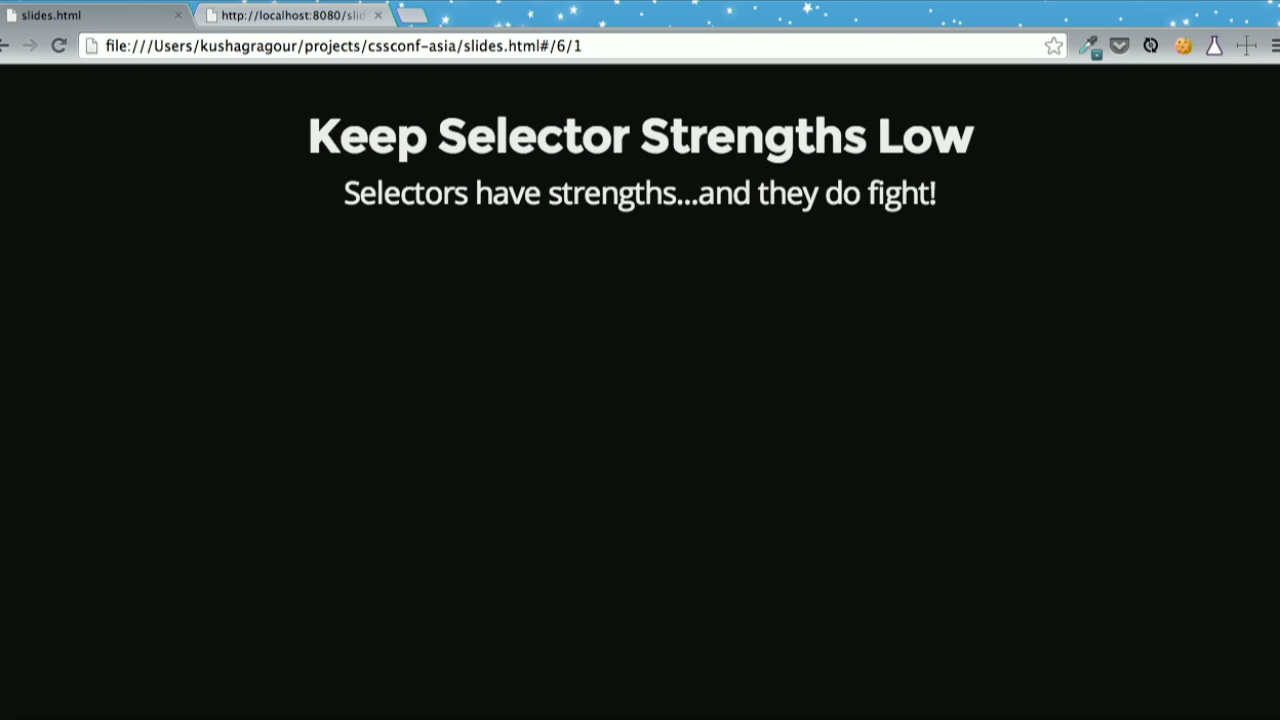 slides.html
http://localhost:8080/slid
file:///Users/kushagragour/projects/cssconf-asia/slides.html#/6/1
Keep Selector Strengths Low
Selectors have strengths...and they do fight!